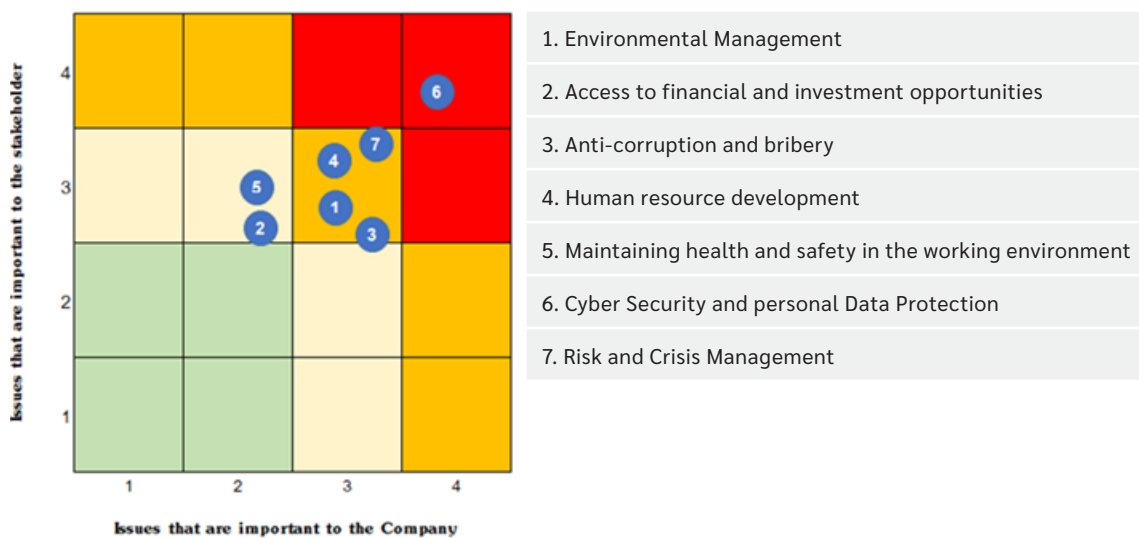 Issues that are important to the stakeholder
4
3
2
1
6
7
4
5
1
2
3
1
2
3
4
Issues that are important to the Company
1. Environmental Management
2. Access to financial and investment opportunities
3. Anti-corruption and bribery
4. Human resource development
5. Maintaining health and safety in the working environment
6. Cyber Security and personal Data Protection
7. Risk and Crisis Management